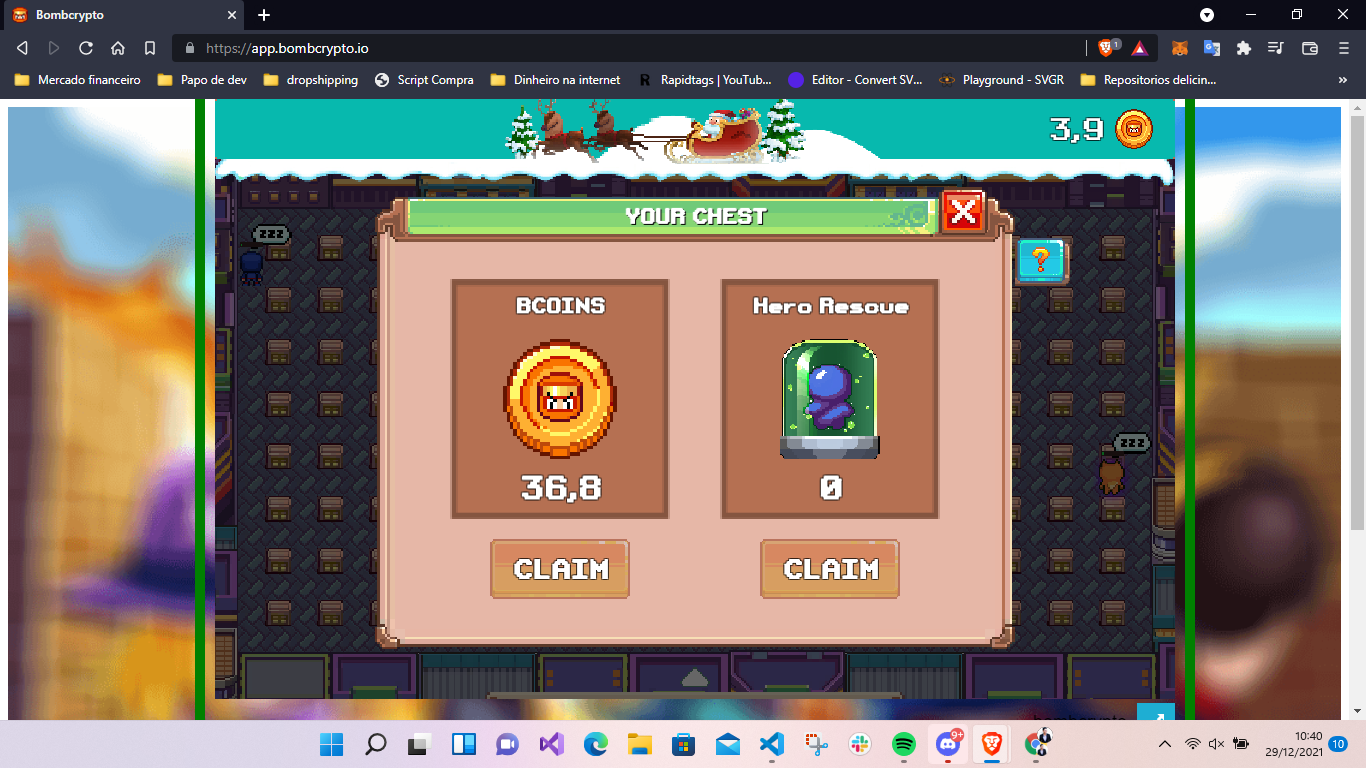 Bombcrypto
https://app.bombcrypto.io
1
Mercado financeiro
Papo de dev
dropshipping
Script Compra
Dinheiro na internet
R
Rapidtags | YouTub...
Editor - Convert SV...
Playground - SVGR
Repositorios delicin...
»
3,9
YOUR CHEST
zzz
?
BCOINS
Hero Rescue
zzz
36,8
0
CLAIM
CLAIM
9+
10:40
29/12/2021
10